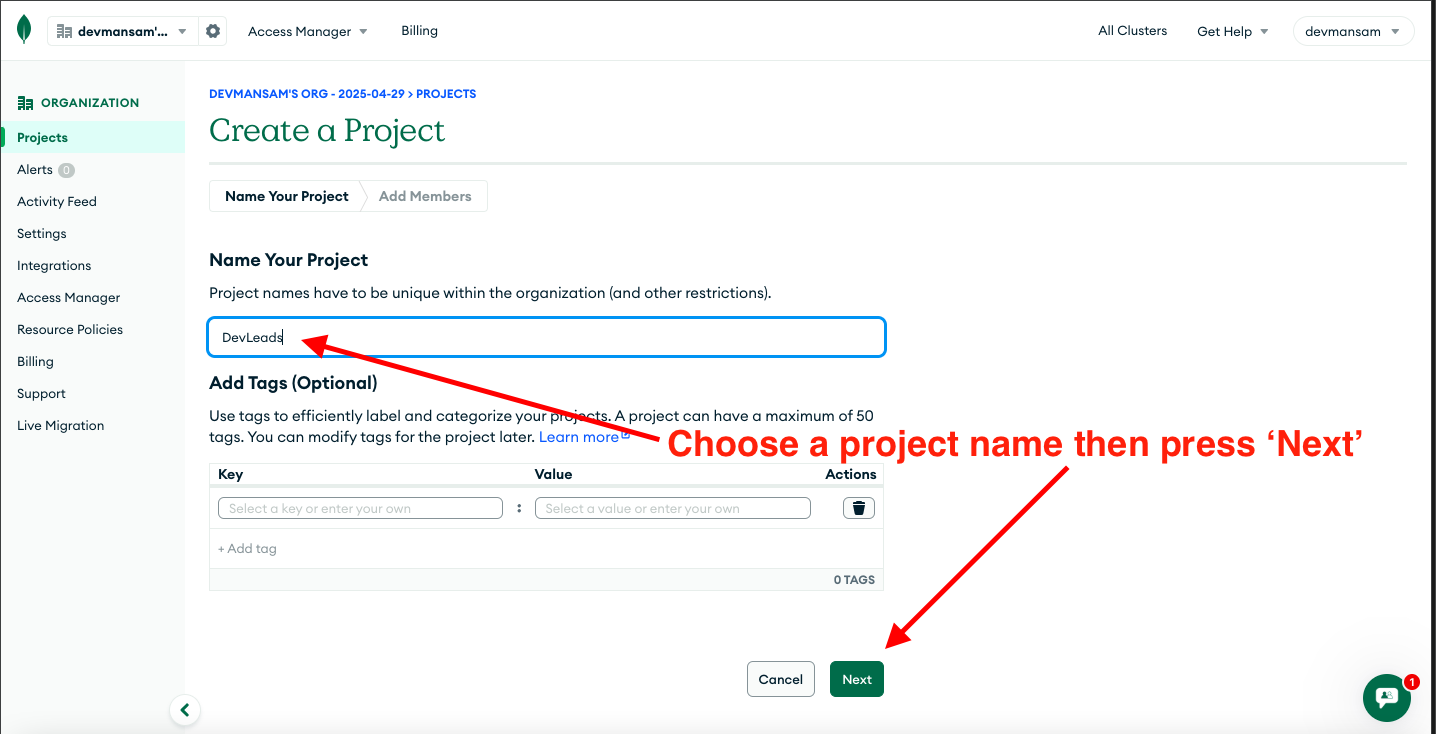 devmansam'...
Access Manager
Billing
All Clusters
Get Help
devmansam
ORGANIZATION
Projects
Alerts 0
Activity Feed
Settings
Integrations
Access Manager
Resource Policies
Billing
Support
Live Migration
DEVMANSAM'S ORG - 2025-04-29 > PROJECTS
Create a Project
Name Your Project
Add Members
Name Your Project
Project names have to be unique within the organization (and other restrictions).
DevLeads
Add Tags (Optional)
Use tags to efficiently label and categorize your projects. A project can have a maximum of 50
tags. You can modify tags for the project later. Learn more
Choose a project name then press ‘Next’
Key Value Actions
Select a key or enter your own : Select a value or enter your own
+ Add tag
0 TAGS
Cancel
Next
1